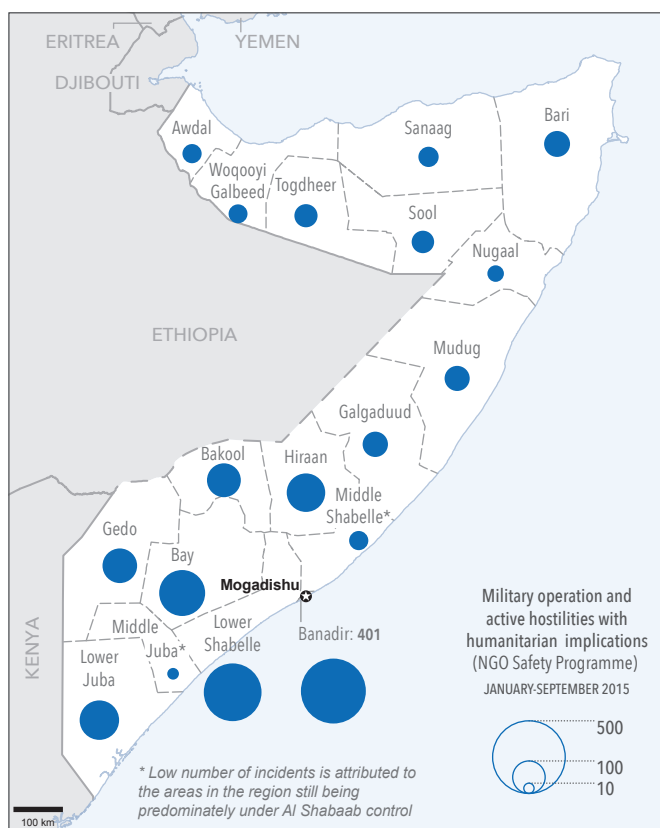 ERITREA
YEMEN
DJIBOUTI
Awdal
Sanaag
Bari
Woqooyi
Galbeed
Togdheer
Sool
Nugaal
ETHIOPIA
Mudug
Galgaduud
Bakool
Hiraan
Middle
Shabelle*
Gedo
Bay
Mogadishu
Banadir: 401
Middle
Juba*
Lower
Shabelle
Lower
Juba
KENYA
Military operation and
active hostilities with
humanitarian implications
(NGO Safety Programme)
JANUARY-SEPTEMBER 2015
500
100
10
* Low number of incidents is attributed to
the areas in the region still being
predominately under Al Shabaab control
100 km